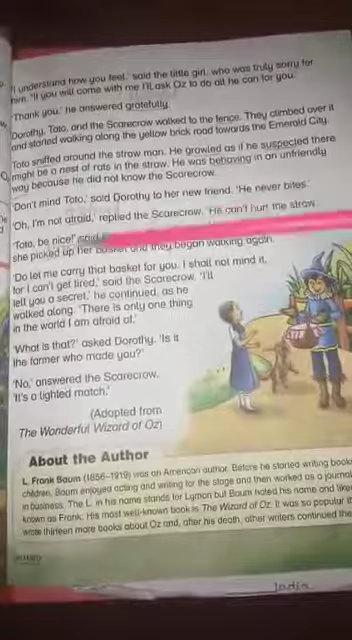 'I understand how you feel,' said the little girl, who was truly sorry for
him. 'If you will come with me I'll ask Oz to do all he can for you.'
'Thank you,' he answered gratefully.
Dorothy, Toto, and the Scarecrow walked to the fence. They climbed over it
and started walking along the yellow brick road towards the Emerald City.
Toto sniffed around the straw man. He growled as if he suspected there
might be a nest of rats in the straw. He was behaving in an unfriendly
way because he did not know the Scarecrow.
'Don't mind Toto,' said Dorothy to her new friend. 'He never bites.'
'Oh, I'm not afraid,' replied the Scarecrow. 'He can't hurt the straw.
'Toto, be nice!' said
she picked up her basket and they began walking again.
'Do let me carry that basket for you. I shall not mind it,
for I can't get tired,' said the Scarecrow. 'I'll
tell you a secret,' he continued, as he
walked along. 'There is only one thing
in the world I am afraid of.'
'What is that?' asked Dorothy. 'Is it
the farmer who made you?'
'No,' answered the Scarecrow.
'It's a lighted match.'
(Adapted from
The Wonderful Wizard of Oz)
About the Author
L. Frank Baum (1856–1919) was an American author. Before he started writing books
children, Baum enjoyed acting and writing for the stage and then worked as a journal
in business. The L. in his name stands for Lyman but Baum hated his name and like
known as Frank. His most well-known book is The Wizard of Oz. It was so popular
wrote thirteen more books about Oz and, after his death, other writers continued the